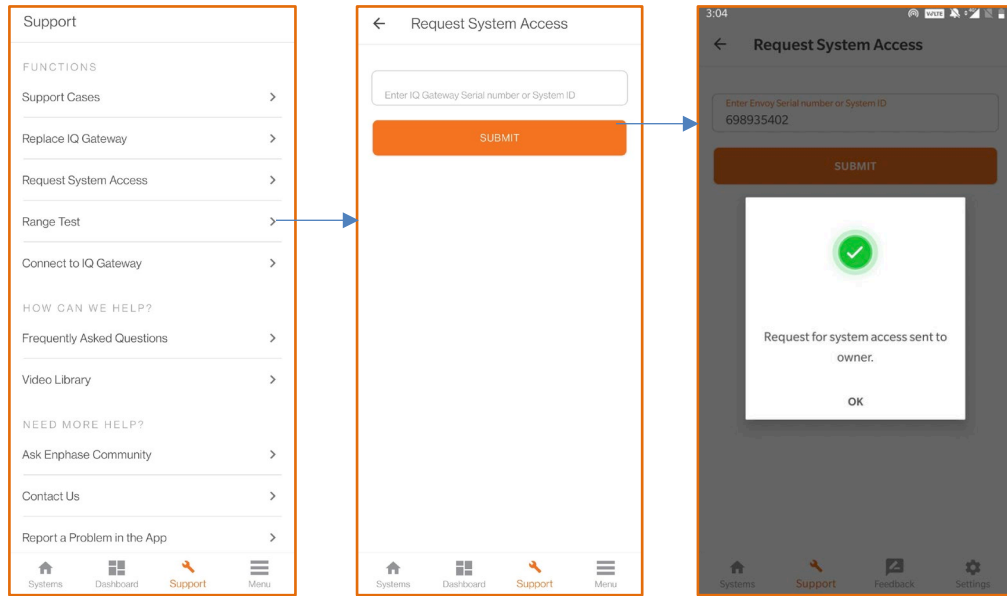 Support
FUNCTIONS
Support Cases
Replace IQ Gateway
Request System Access
Range Test
Connect to IQ Gateway
HOW CAN WE HELP?
Frequently Asked Questions
Video Library
NEED MORE HELP?
Ask Enphase Community
Contact Us
Report a Problem in the App
Systems Dashboard Support Menu
Request System Access
Enter IQ Gateway Serial number or System ID
SUBMIT
Systems Dashboard Support Menu
3:04
Request System Access
Enter Envoy Serial number or System ID
698935402
SUBMIT
Request for system access sent to
owner.
OK
Systems Support Feedback Settings